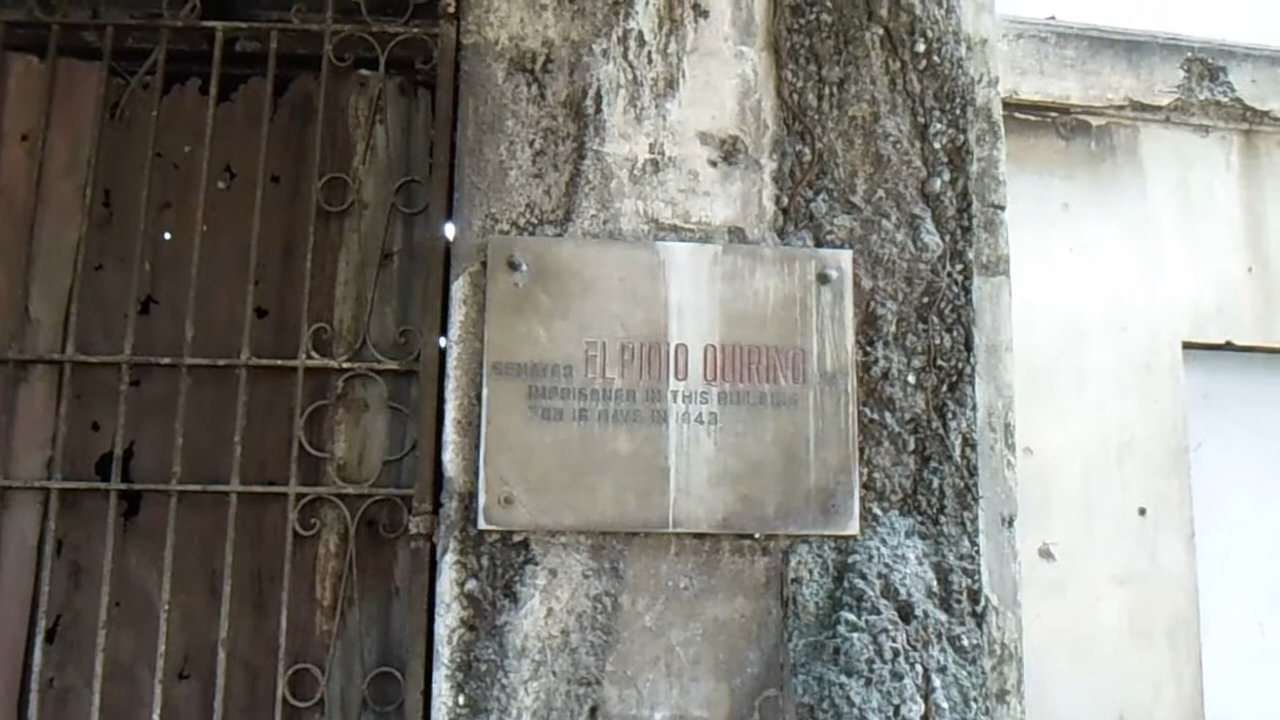 SENATOR ELPIDIO QUIRINO
IMPRISONED IN THIS BUILDING
FOR 16 DAYS IN 1943.